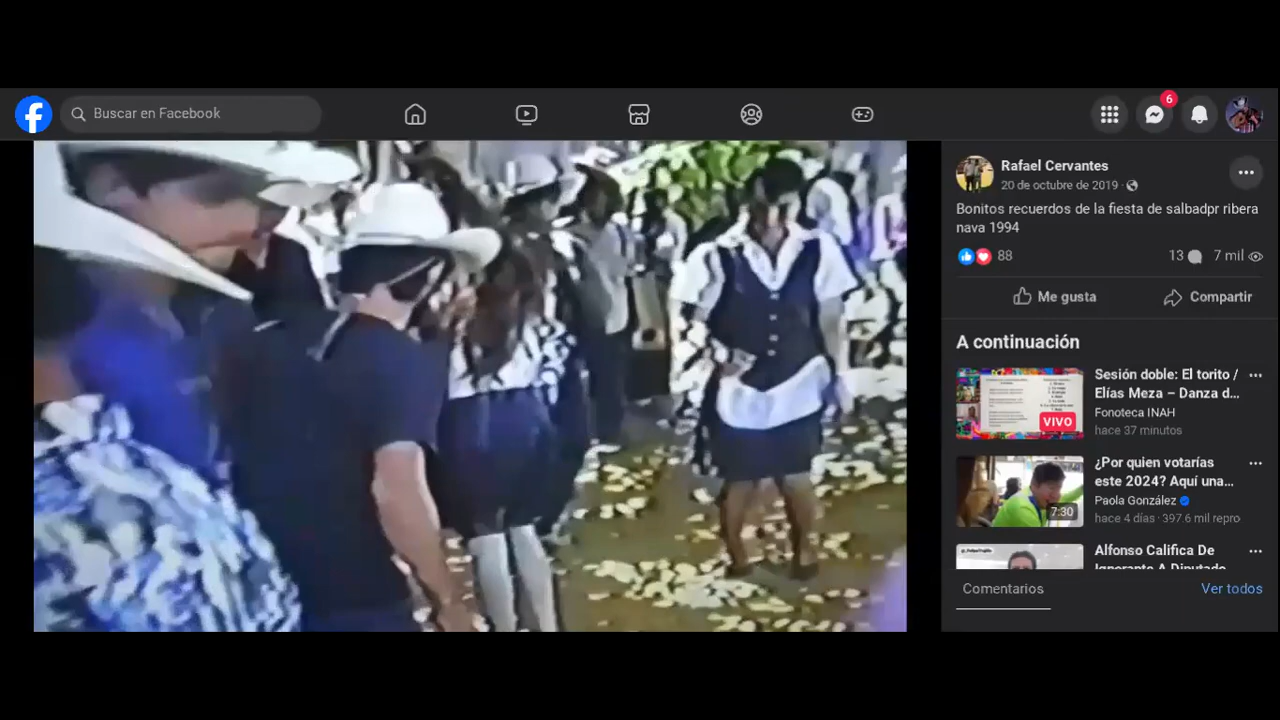 Buscar en Facebook
6
Rafael Cervantes
20 de octubre de 2019 ·
Bonitos recuerdos de la fiesta de salbadpr ribera
nava 1994
88
13
7 mil
Me gusta
Compartir
A continuación
Sesión doble: El torito /
Elías Meza – Danza d...
Fonoteca INAH
hace 37 minutos
VIVO
¿Por quien votarías
este 2024? Aquí una...
Paola González
hace 4 días · 397.6 mil repro
7:30
Alfonso Califica De
Ignorante A Diputado
Comentarios
Ver todos